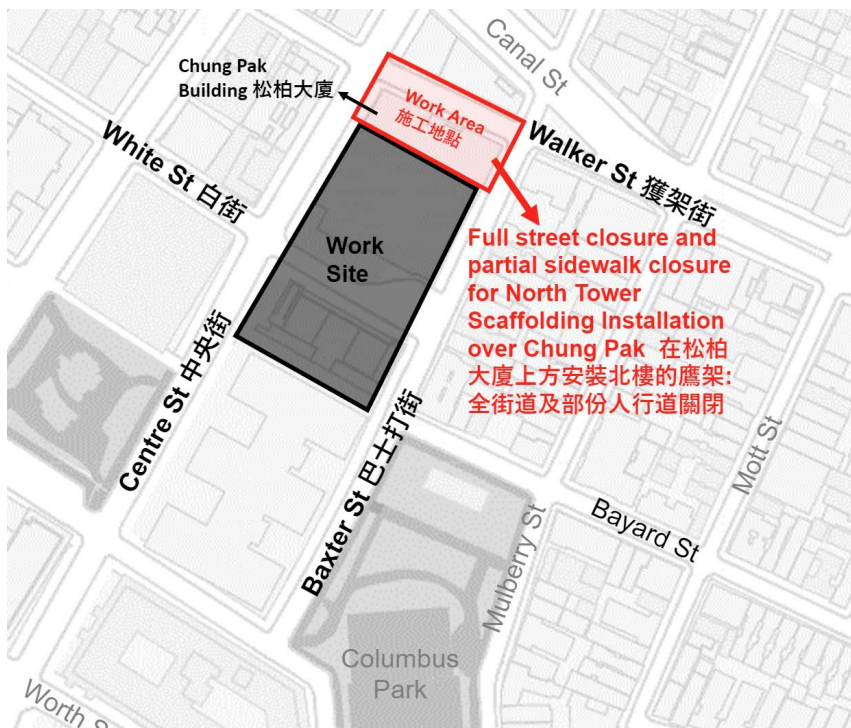 Canal St
Chung Pak
Building 松柏大廈
Work Area
施工地點
White St 白街
Walker St 獲架街
Work
Site
Full street closure and
partial sidewalk closure
for North Tower
Scaffolding Installation
over Chung Pak 在松柏
大廈上方安裝北樓的鷹架:
全街道及部份人行道關閉
Centre St 中央街
Baxter St 巴士打街
Mott St
Bayard St
Mulberry St
Columbus
Park
Worth S